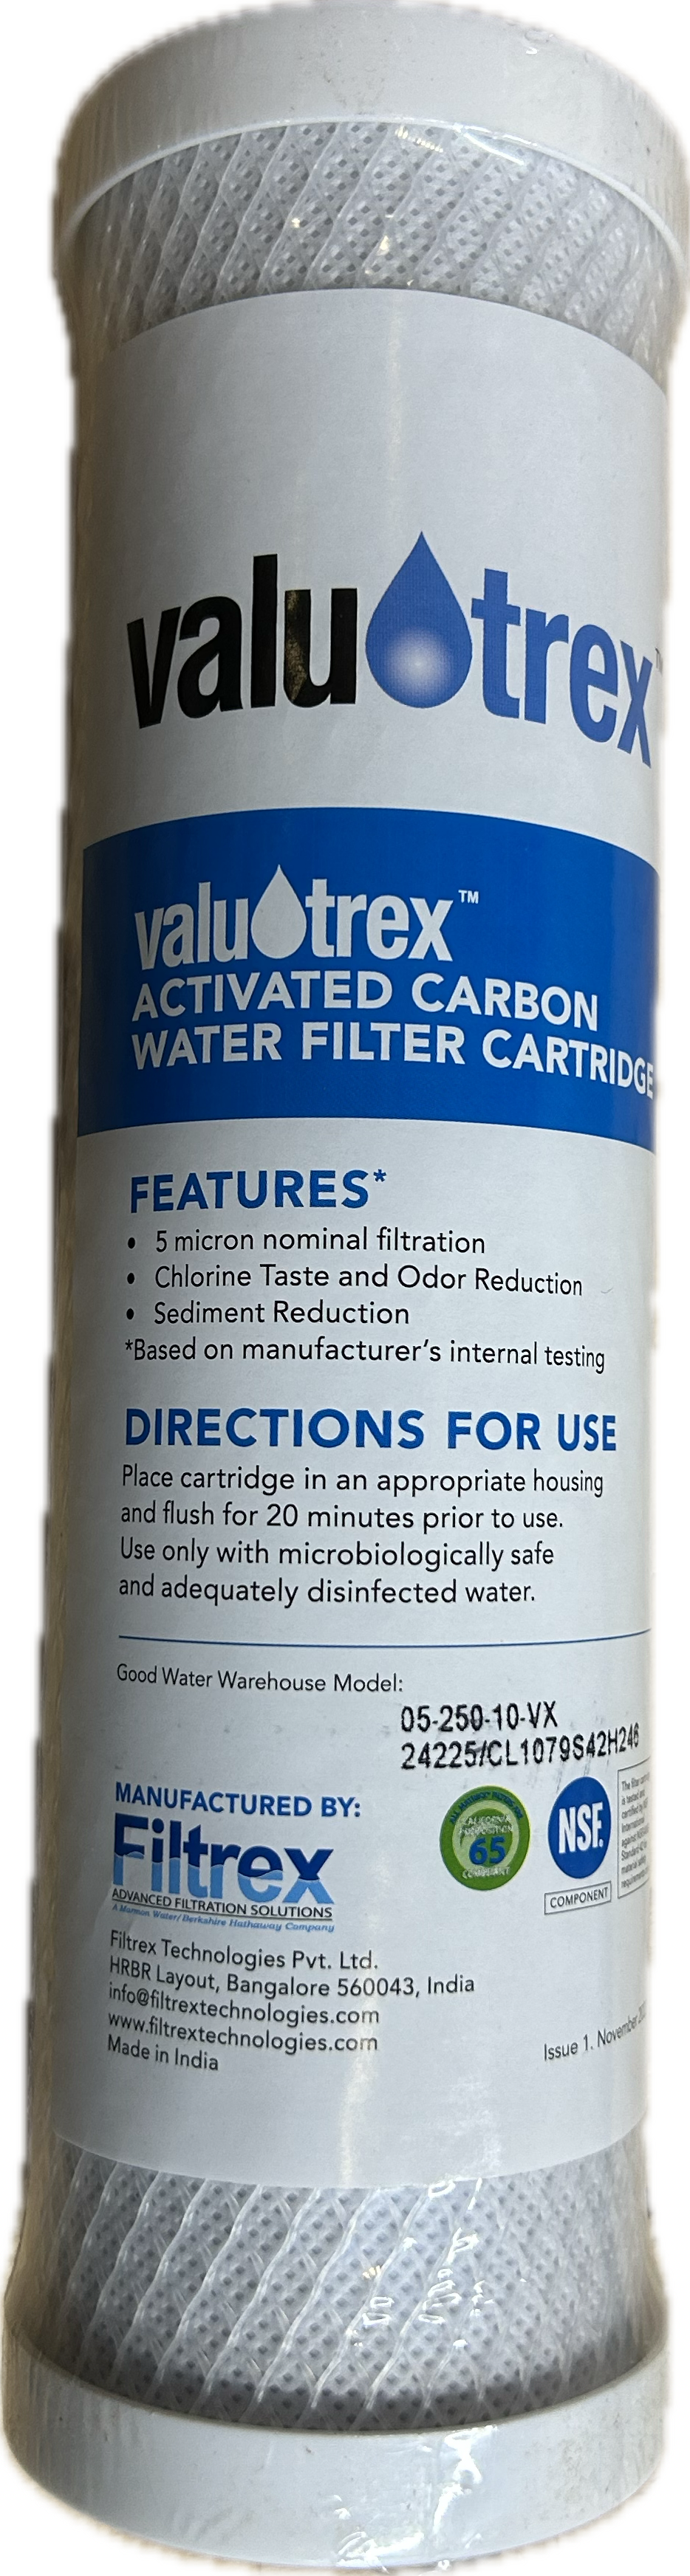 valutrex
valutrex™
ACTIVATED CARBON
WATER FILTER CARTRIDGE
FEATURES*
• 5 micron nominal filtration
• Chlorine Taste and Odor Reduction
• Sediment Reduction
*Based on manufacturer's internal testing
DIRECTIONS FOR USE
Place cartridge in an appropriate housing
and flush for 20 minutes prior to use.
Use only with microbiologically safe
and adequately disinfected water.
Good Water Warehouse Model:
05-250-10-VX
24225/CL1079S42H246
MANUFACTURED BY:
Filtrex
ADVANCED FILTRATION SOLUTIONS
A Marmon Water/Berkshire Hathaway Company
CALIFORNIA
PROPOSITION
65
COMPLIANT
NSF.
COMPONENT
Filtrex Technologies Pvt. Ltd.
HRBR Layout, Bangalore 560043, India
info@filtrextechnologies.com
www.filtrextechnologies.com
Made in India
Issue 1. November